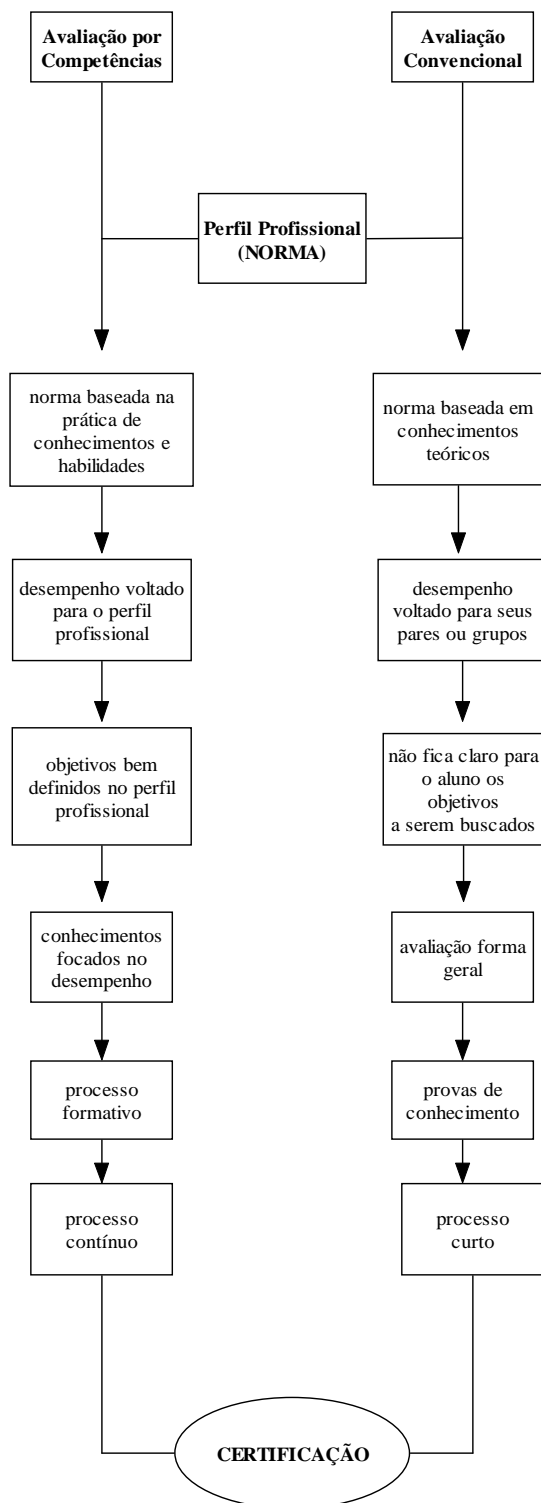 Avaliação por
Competências
Avaliação
Convencional
Perfil Profissional
(NORMA)
norma baseada na
prática de
conhecimentos e
habilidades
norma baseada em
conhecimentos
teóricos
desempenho voltado
para o perfil
profissional
desempenho
voltado para seus
pares ou grupos
objetivos bem
definidos no perfil
profissional
não fica claro para
o aluno os
objetivos
a serem buscados
conhecimentos
focados no
desempenho
avaliação forma
geral
processo
formativo
provas de
conhecimento
processo
contínuo
processo
curto
CERTIFICAÇÃO